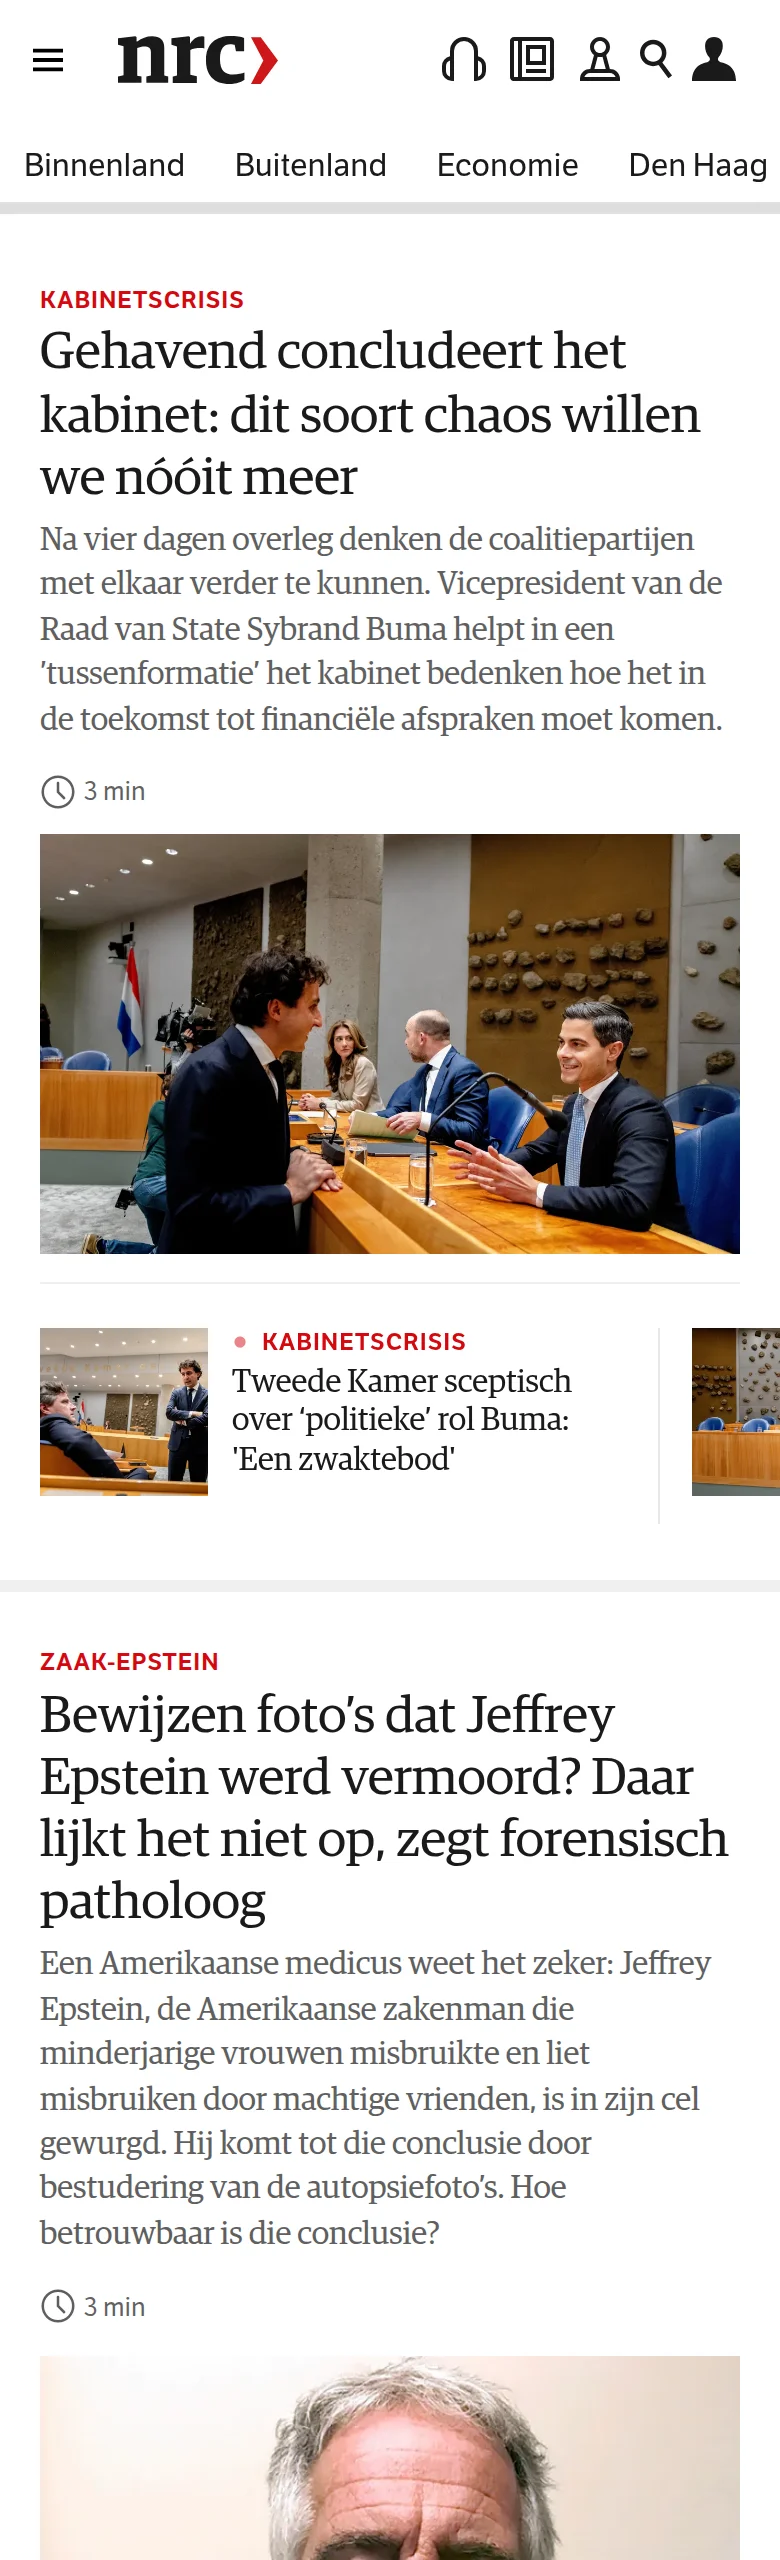 nrc
Binnenland Buitenland Economie Den Haag
KABINETSCRISIS
Gehavend concludeert het
kabinet: dit soort chaos willen
we nóóit meer
Na vier dagen overleg denken de coalitiepartijen
met elkaar verder te kunnen. Vicepresident van de
Raad van State Sybrand Buma helpt in een
'tussenformatie' het kabinet bedenken hoe het in
de toekomst tot financiële afspraken moet komen.
3 min
KABINETSCRISIS
Tweede Kamer sceptisch
over ‘politieke’ rol Buma:
'Een zwaktebod'
ZAAK-EPSTEIN
Bewijzen foto’s dat Jeffrey
Epstein werd vermoord? Daar
lijkt het niet op, zegt forensisch
patholoog
Een Amerikaanse medicus weet het zeker: Jeffrey
Epstein, de Amerikaanse zakenman die
minderjarige vrouwen misbruikte en liet
misbruiken door machtige vrienden, is in zijn cel
gewurgd. Hij komt tot die conclusie door
bestudering van de autopsiefoto’s. Hoe
betrouwbaar is die conclusie?
3 min